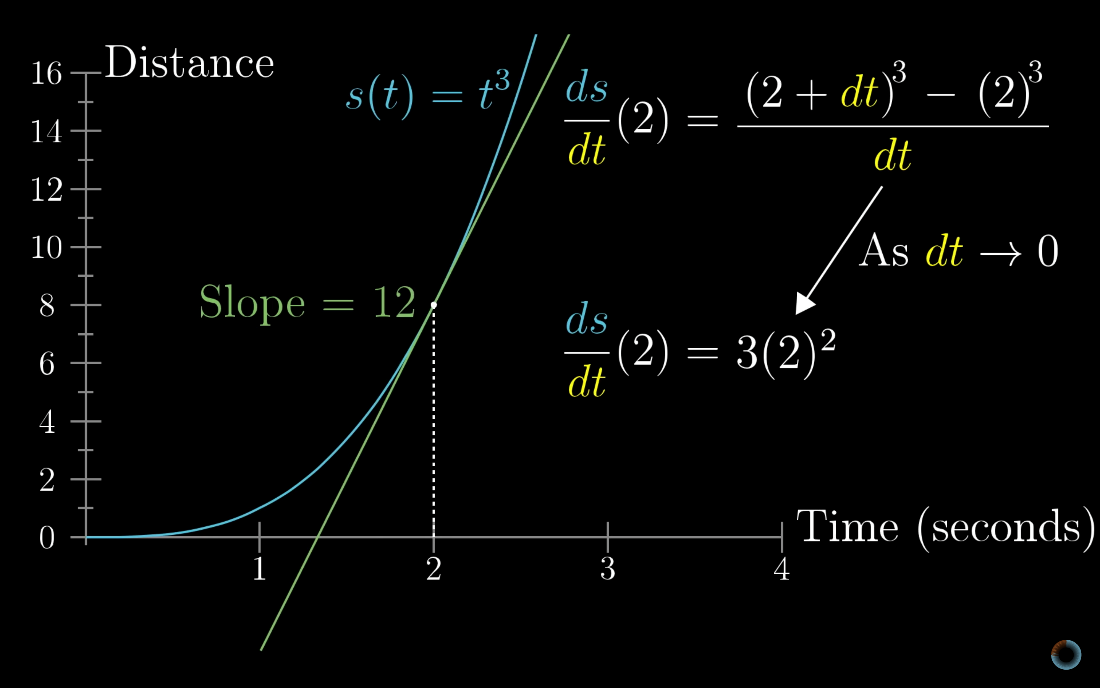 Distance
16
14
12
10
8
6
4
2
0
s(t) = t³
ds/dt (2) = ((2 + dt)³ − (2)³)/dt
As dt → 0
Slope = 12
ds/dt (2) = 3(2)²
Time (seconds)
1 2 3 4